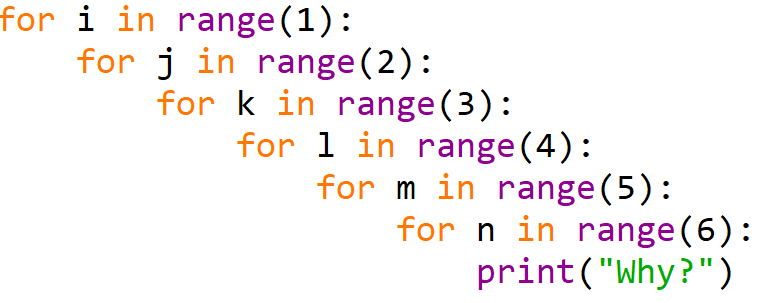 for i in range(1):
    for j in range(2):
        for k in range(3):
            for l in range(4):
                for m in range(5):
                    for n in range(6):
                        print("Why?")